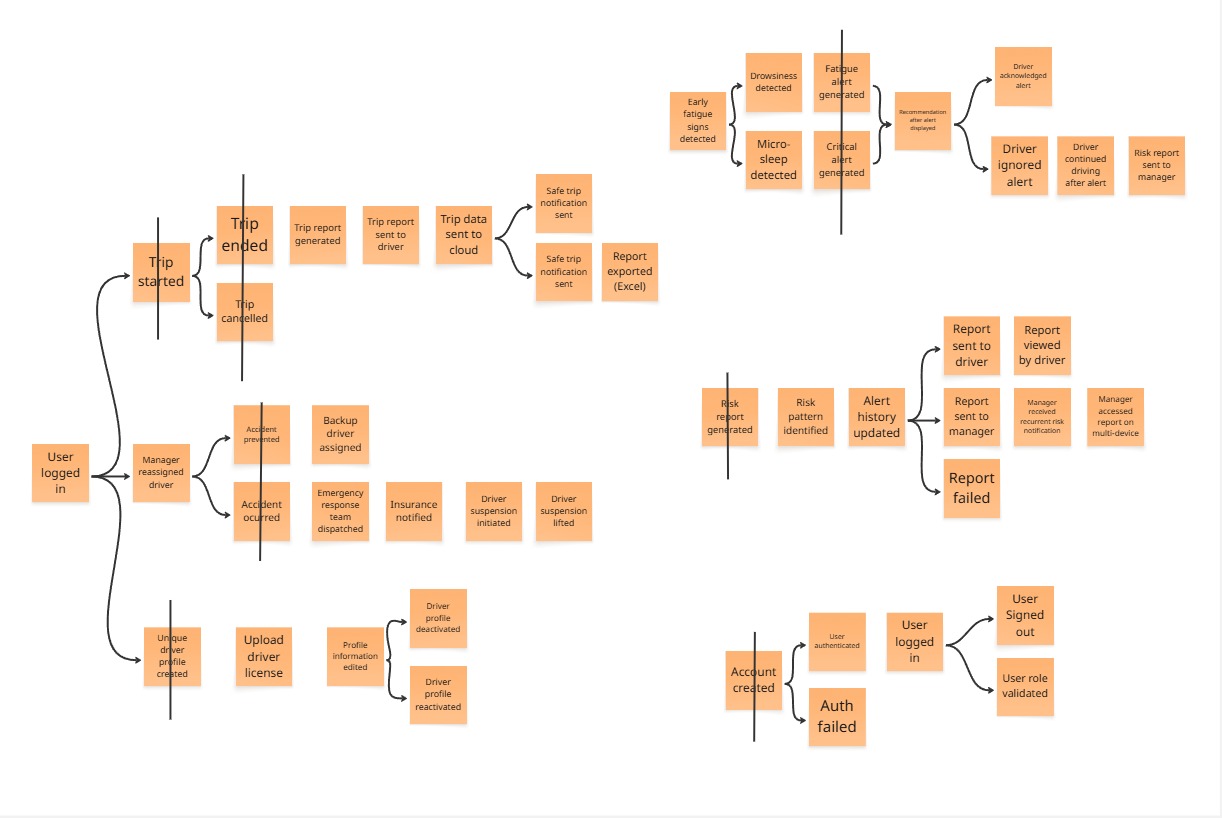 Early
fatigue
signs
detected
Drowsiness
detected
Micro-
sleep
detected
Fatigue
alert
generated
Critical
alert
generated
Recommendation
after alert
displayed
Driver
acknowledged
alert
Driver
ignored
alert
Driver
continued
driving
after alert
Risk report
sent to
manager
Trip
started
Trip
ended
Trip
cancelled
Trip report
generated
Trip report
sent to
driver
Trip data
sent to
cloud
Safe trip
notification
sent
Safe trip
notification
sent
Report
exported
(Excel)
User
logged
in
Manager
reassigned
driver
Accident
prevented
Backup
driver
assigned
Accident
ocurred
Emergency
response
team
dispatched
Insurance
notified
Driver
suspension
initiated
Driver
suspension
lifted
Unique
driver
profile
created
Upload
driver
license
Profile
information
edited
Driver
profile
deactivated
Driver
profile
reactivated
Risk
report
generated
Risk
pattern
identified
Alert
history
updated
Report
sent to
driver
Report
viewed
by driver
Report
sent to
manager
Manager
received
recurrent risk
notification
Manager
accessed
report on
multi-device
Report
failed
Account
created
User
authenticated
Auth
failed
User
logged
in
User
Signed
out
User role
validated